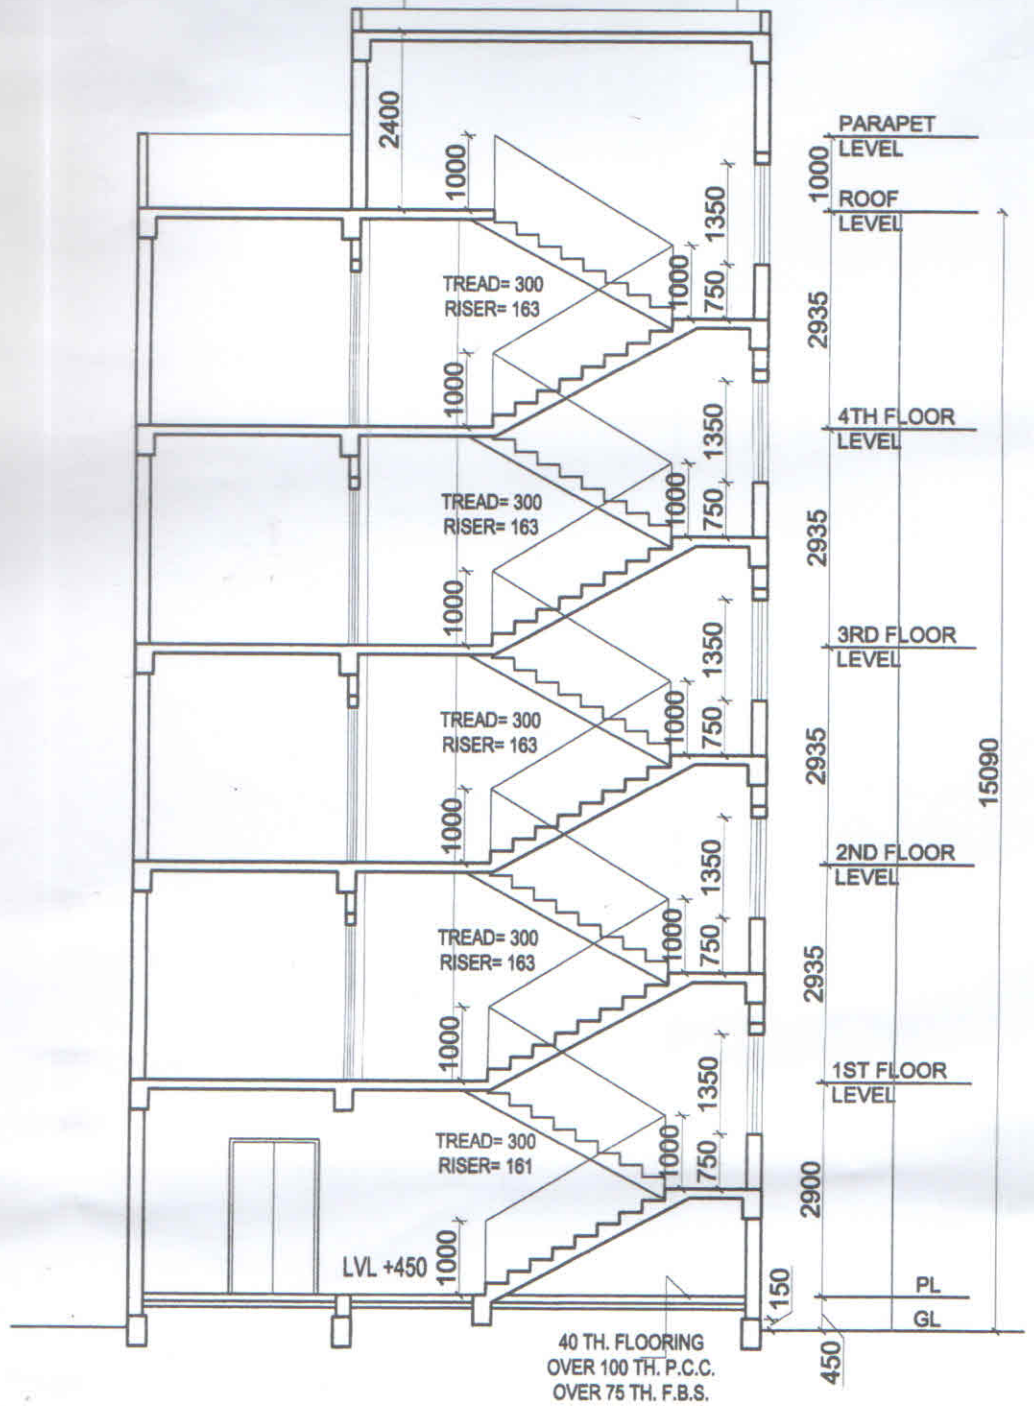 2400
1000
PARAPET
LEVEL
1000
1350
ROOF
LEVEL
TREAD= 300
RISER= 163
1000
750
2935
1000
1350
4TH FLOOR
LEVEL
TREAD= 300
RISER= 163
1000
750
2935
1000
1350
3RD FLOOR
LEVEL
TREAD= 300
RISER= 163
1000
750
2935
15090
1000
1350
2ND FLOOR
LEVEL
TREAD= 300
RISER= 163
1000
750
2935
1000
1350
1ST FLOOR
LEVEL
TREAD= 300
RISER= 161
1000
750
2900
LVL +450
1000
150
PL
GL
450
40 TH. FLOORING
OVER 100 TH. P.C.C.
OVER 75 TH. F.B.S.